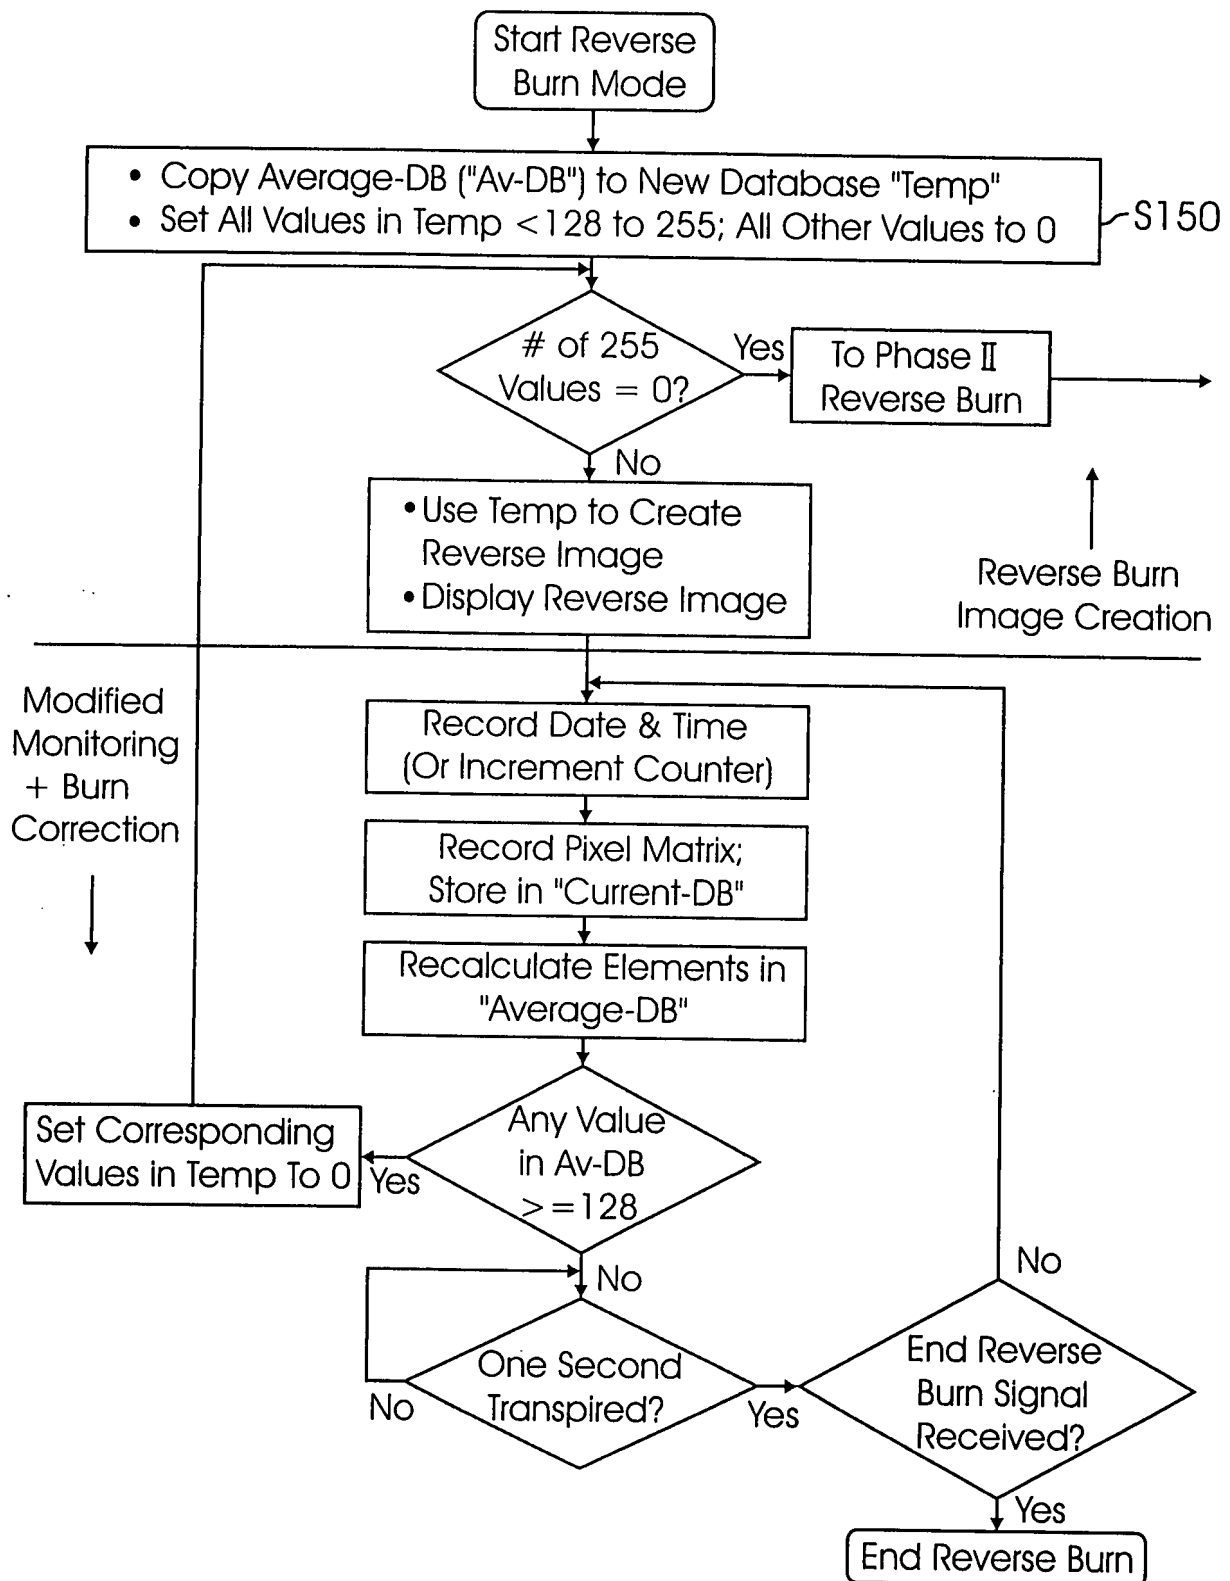 Start Reverse
Burn Mode
• Copy Average-DB ("Av-DB") to New Database "Temp"
• Set All Values in Temp <128 to 255; All Other Values to 0
S150
# of 255
Values = 0?
Yes
To Phase II
Reverse Burn
No
• Use Temp to Create
Reverse Image
• Display Reverse Image
Reverse Burn
Image Creation
Modified
Monitoring
+ Burn
Correction
Record Date & Time
(Or Increment Counter)
Record Pixel Matrix;
Store in "Current-DB"
Recalculate Elements in
"Average-DB"
Any Value
in Av-DB
>=128
Yes
Set Corresponding
Values in Temp To 0
No
One Second
Transpired?
No
Yes
End Reverse
Burn Signal
Received?
No
Yes
End Reverse Burn